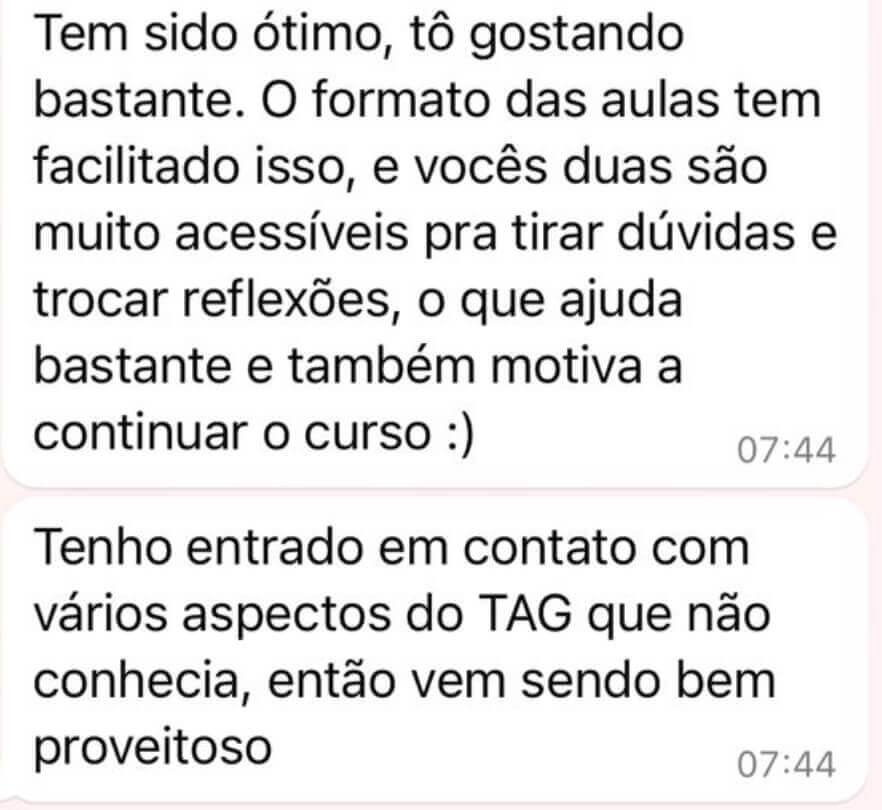 Tem sido ótimo, tô gostando
bastante. O formato das aulas tem
facilitado isso, e vocês duas são
muito acessíveis pra tirar dúvidas e
trocar reflexões, o que ajuda
bastante e também motiva a
continuar o curso :)
07:44
Tenho entrado em contato com
vários aspectos do TAG que não
conhecia, então vem sendo bem
proveitoso
07:44